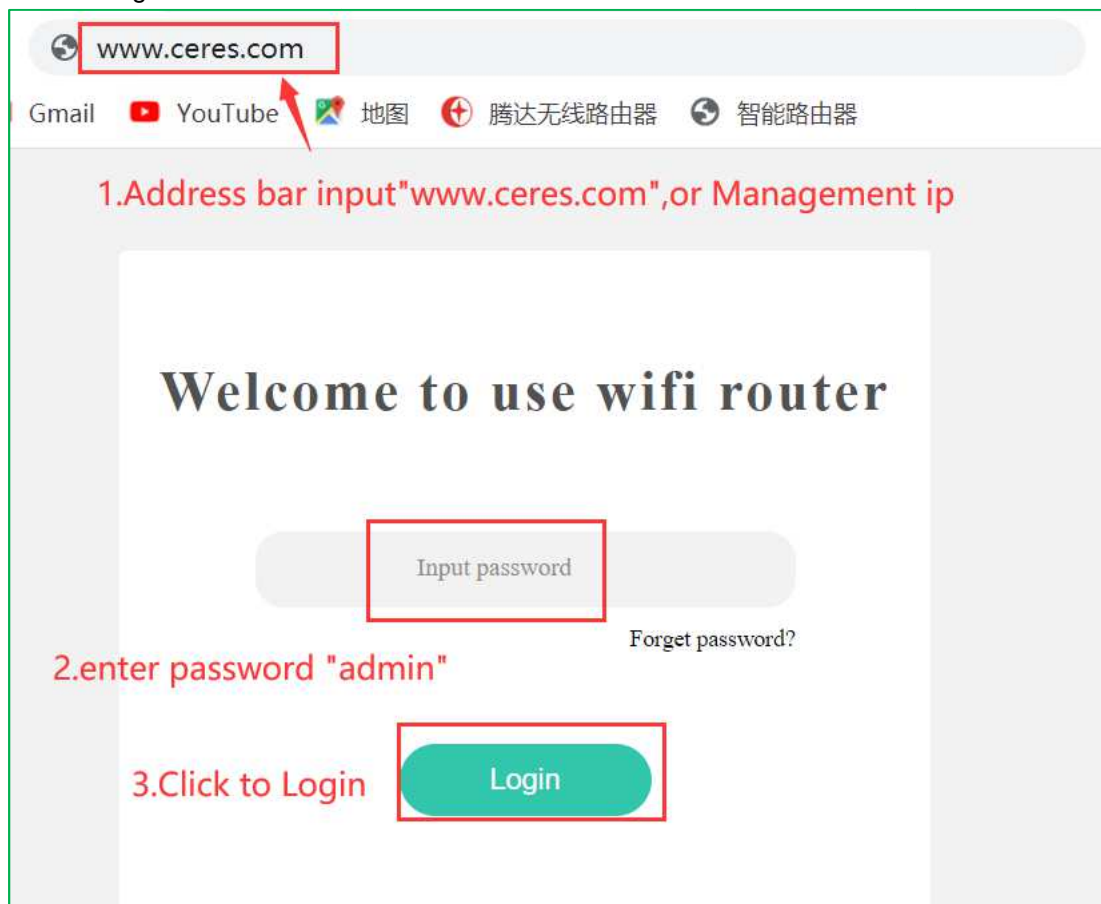 www.ceres.com
Gmail YouTube 地图 腾达无线路由器 智能路由器
1.Address bar input"www.ceres.com",or Management ip
Welcome to use wifi router
Input password
Forget password?
2.enter password "admin"
3.Click to Login
Login